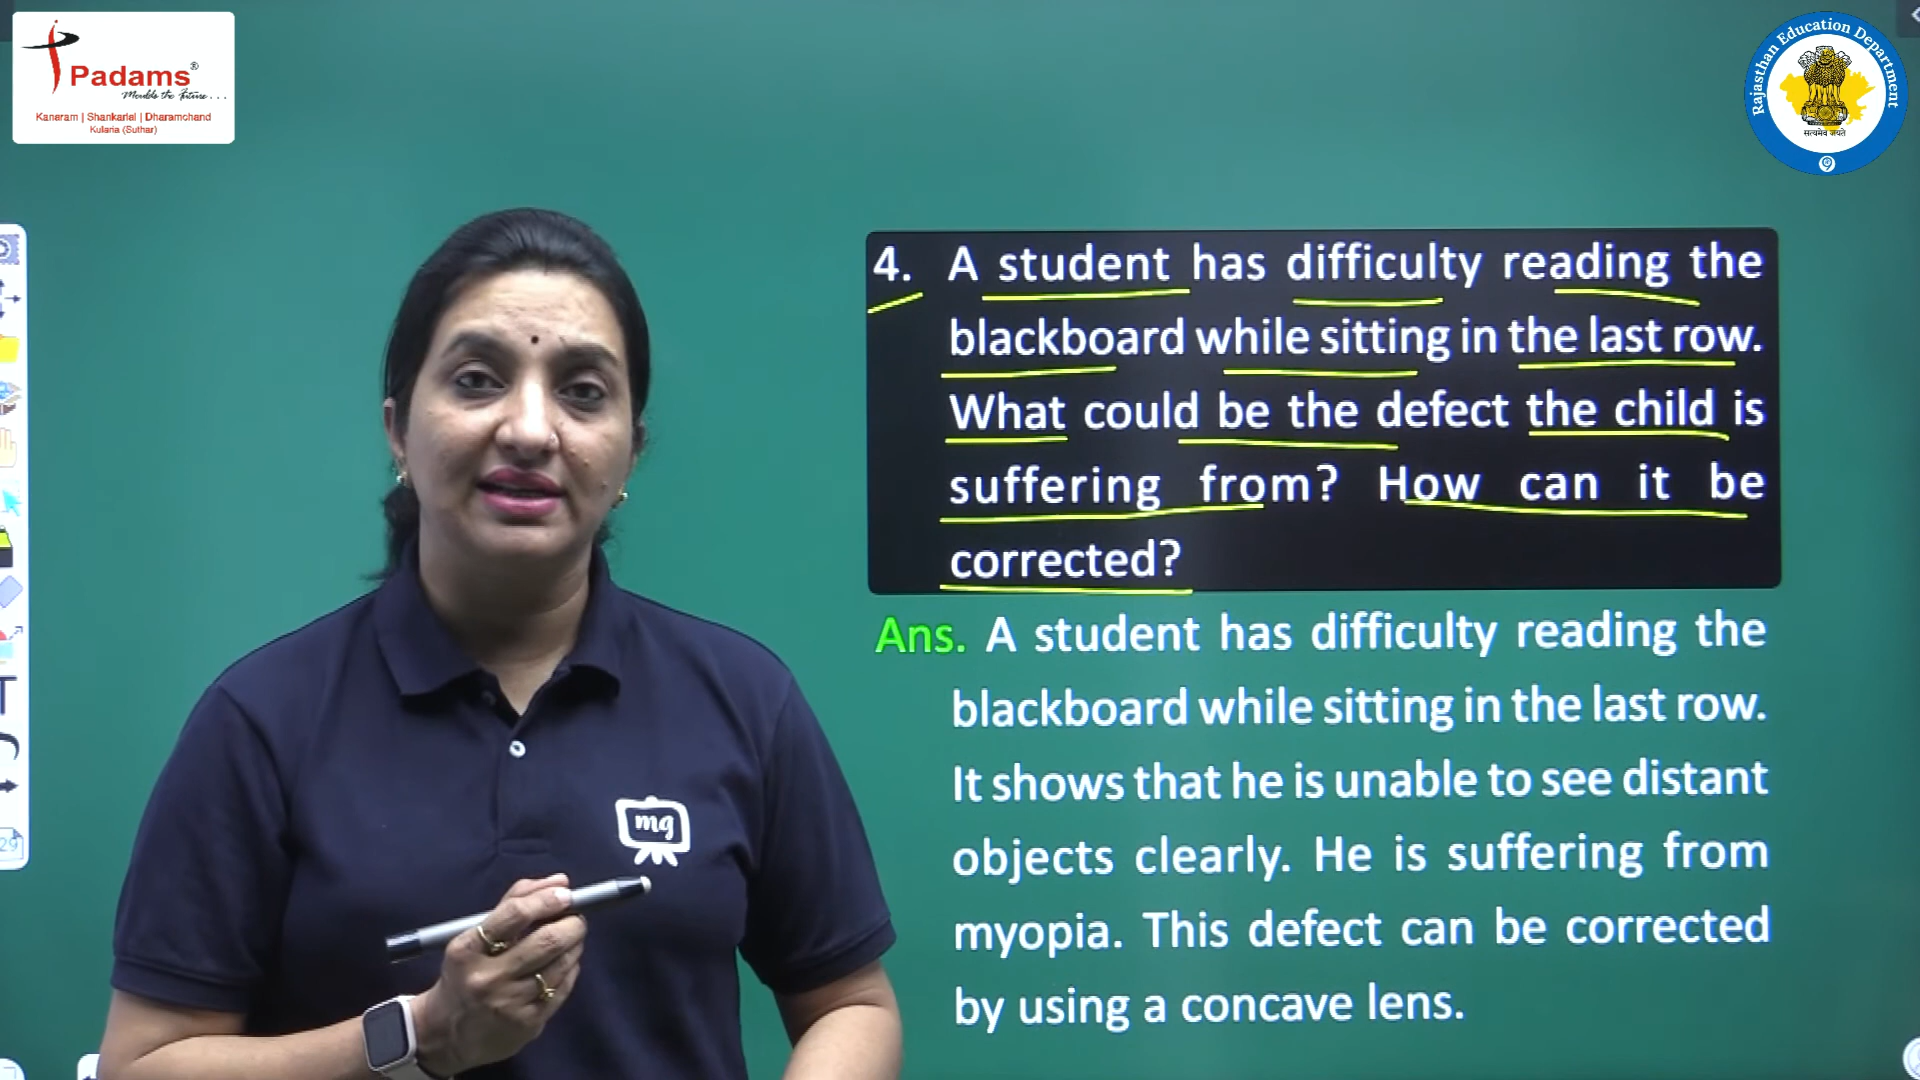 Padams®
Moulds the Future...
Kanaram | Shankarlal | Dharamchand
Kularia (Suthar)
Rajasthan Education Department
सत्यमेव जयते
4. A student has difficulty reading the
blackboard while sitting in the last row.
What could be the defect the child is
suffering from? How can it be
corrected?
Ans. A student has difficulty reading the
blackboard while sitting in the last row.
It shows that he is unable to see distant
objects clearly. He is suffering from
myopia. This defect can be corrected
by using a concave lens.
mg
T
29